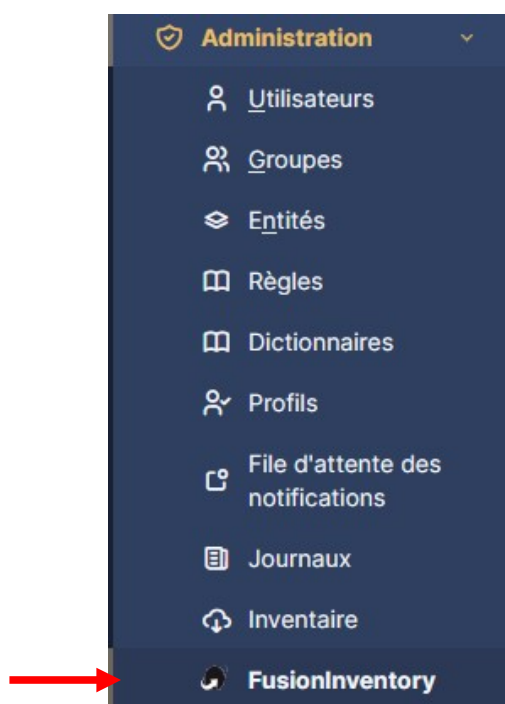 Administration
Utilisateurs
Groupes
Entités
Règles
Dictionnaires
Profils
File d'attente des
notifications
Journaux
Inventaire
FusionInventory